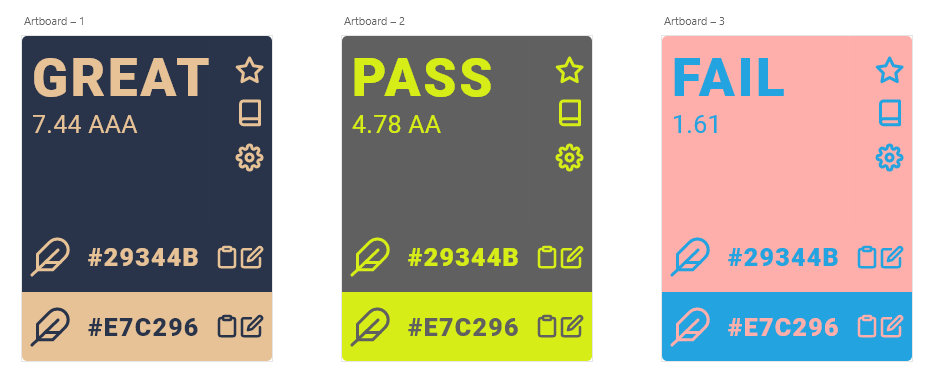 Artboard – 1
GREAT
7.44 AAA
#29344B
#E7C296
Artboard – 2
PASS
4.78 AA
#29344B
#E7C296
Artboard – 3
FAIL
1.61
#29344B
#E7C296